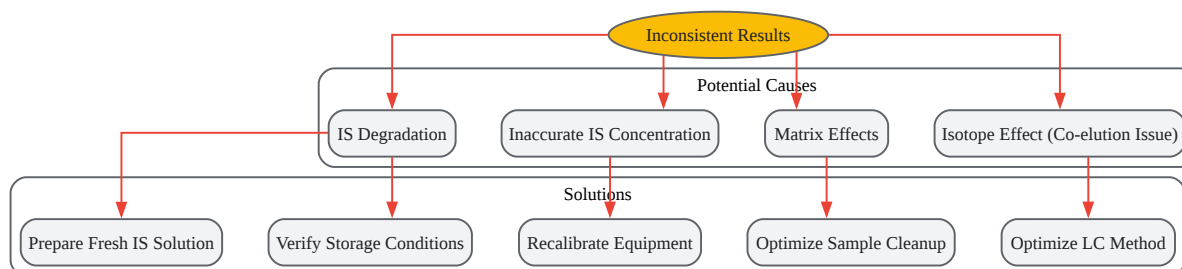 Inconsistent Results
Potential Causes
IS Degradation
Inaccurate IS Concentration
Matrix Effects
Isotope Effect (Co-elution Issue)
Solutions
Prepare Fresh IS Solution
Verify Storage Conditions
Recalibrate Equipment
Optimize Sample Cleanup
Optimize LC Method